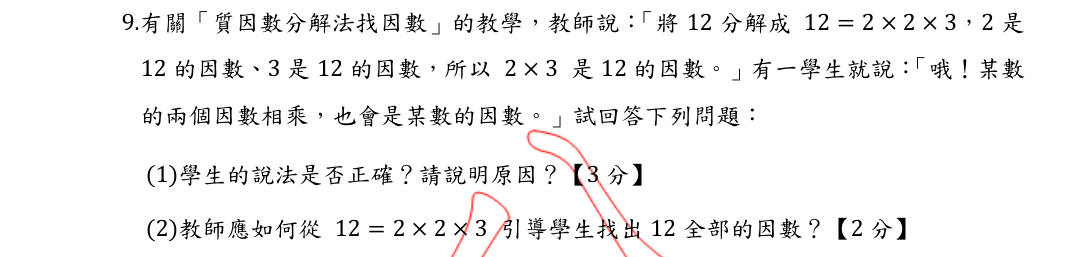 9.有關「質因數分解法找因數」的教學，教師說：「將 12 分解成 12 = 2 × 2 × 3，2 是
12 的因數、3 是 12 的因數，所以 2 × 3 是 12 的因數。」有一學生就說：「哦！某數
的兩個因數相乘，也會是某數的因數。」試回答下列問題：
(1)學生的說法是否正確？請說明原因？【3 分】
(2)教師應如何從 12 = 2 × 2 × 3 引導學生找出 12 全部的因數？【2 分】